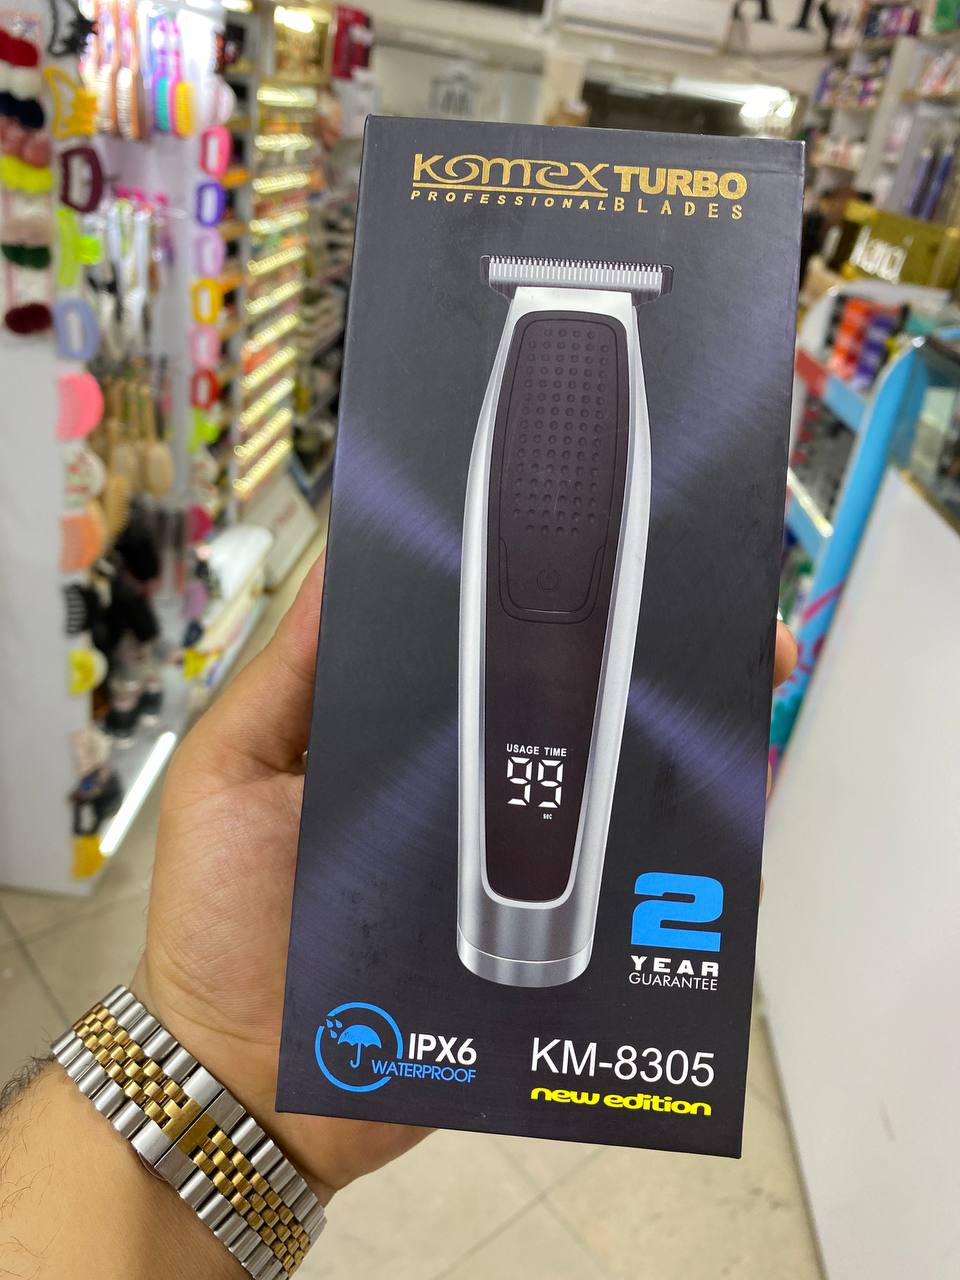 KOMEX TURBO
PROFESSIONAL BLADES
USAGE TIME
99
SEC
2
YEAR
GUARANTEE
IPX6
WATERPROOF
KM-8305
new edition